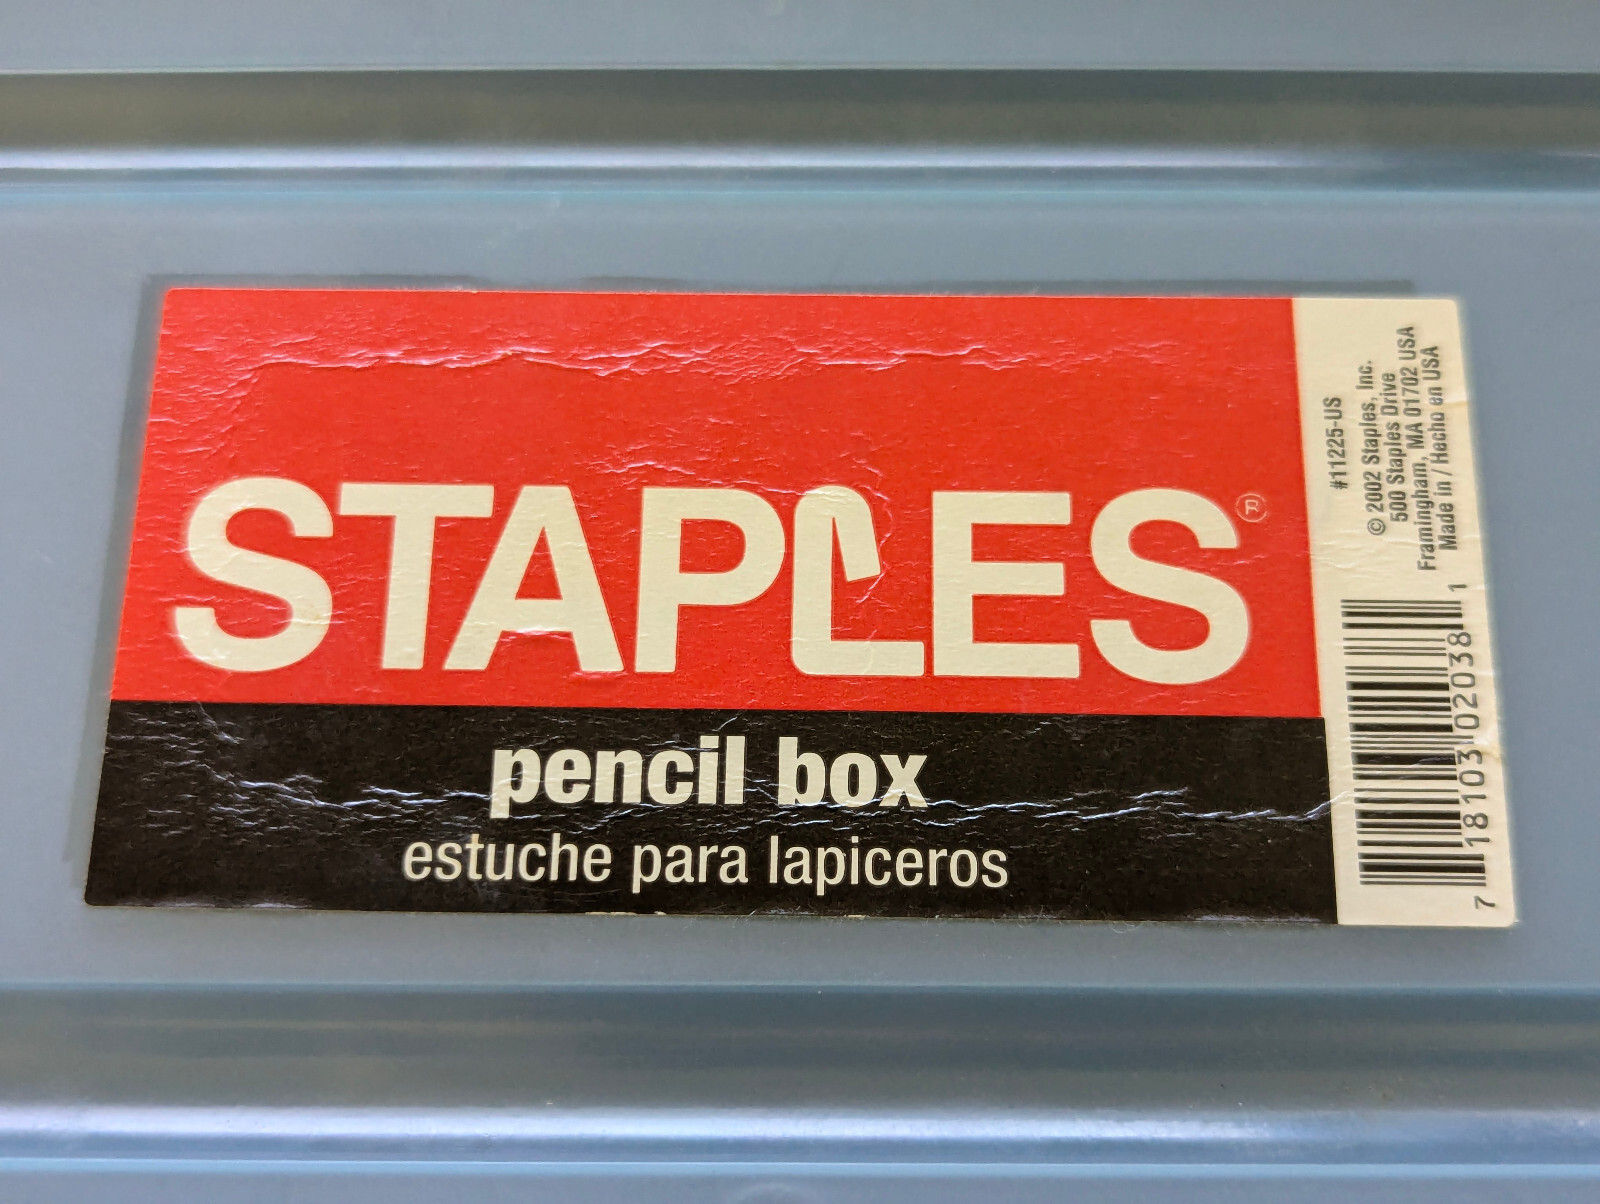 STAPLES®
pencil box
estuche para lapiceros
#11225-US
© 2002 Staples, Inc.
500 Staples Drive
Framingham, MA 01702 USA
Made in / Hecho en USA
7 18103 02038 1